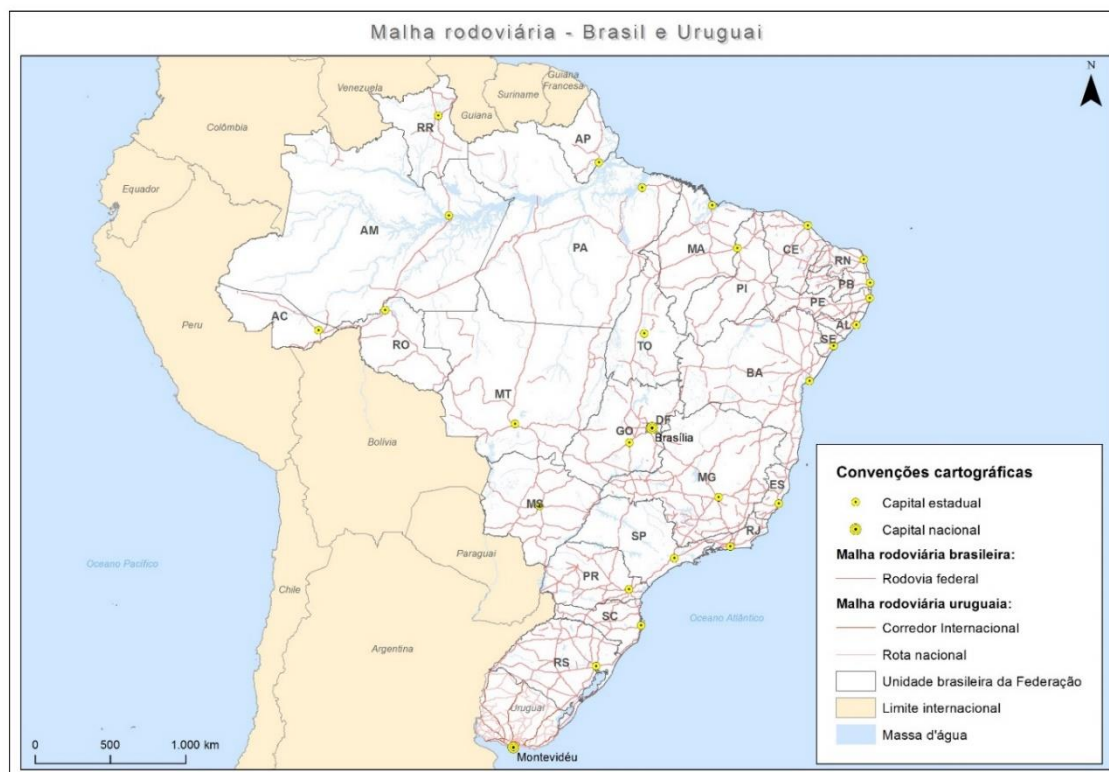 Malha rodoviária - Brasil e Uruguai
N
Guiana
Francesa
Venezuela
Suriname
Guiana
Colômbia
RR
AP
Equador
AM
PA
MA
CE
RN
PB
PI
PE
AL
SE
AC
RO
TO
Peru
BA
MT
DF
GO
Brasília
Bolívia
MG
ES
MS
SP
RJ
Paraguai
Oceano Pacífico
PR
Chile
SC
Oceano Atlântico
Argentina
RS
Uruguai
Montevidéu
0 500 1.000 km
Convenções cartográficas
Capital estadual
Capital nacional
Malha rodoviária brasileira:
Rodovia federal
Malha rodoviária uruguaia:
Corredor Internacional
Rota nacional
Unidade brasileira da Federação
Limite internacional
Massa d'água